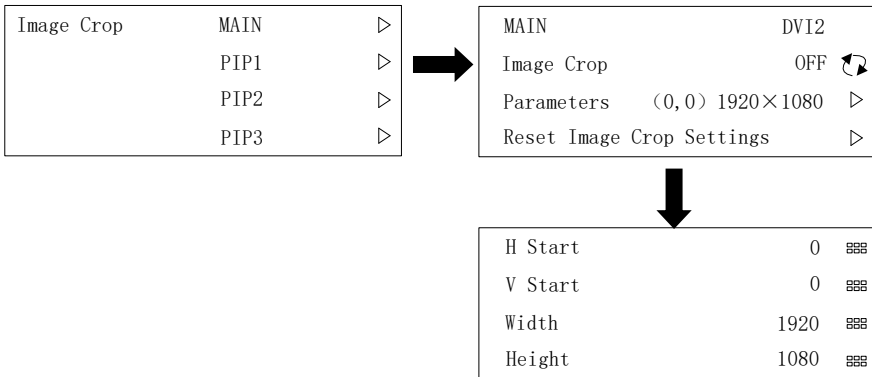 Image Crop MAIN
PIP1
PIP2
PIP3
MAIN DVI2
Image Crop OFF
Parameters (0,0) 1920×1080
Reset Image Crop Settings
H Start 0
V Start 0
Width 1920
Height 1080